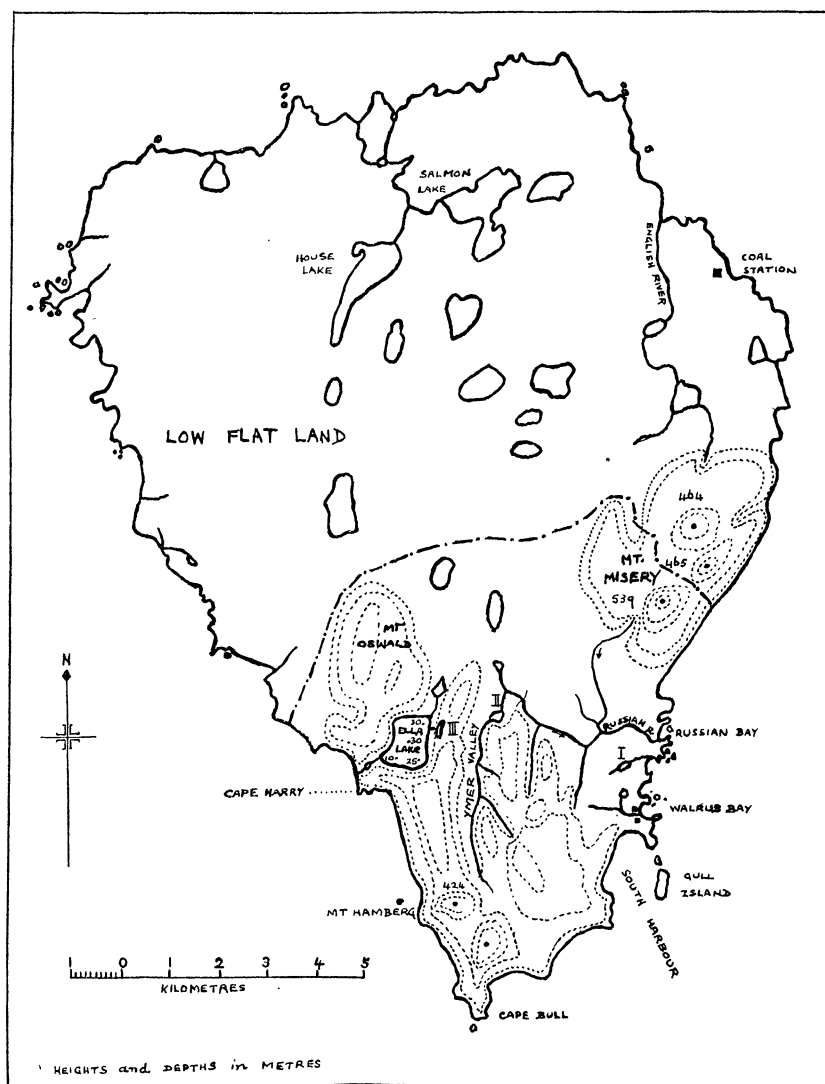 SALMON
LAKE
HOUSE
LAKE
ENGLISH RIVER
COAL
STATION
LOW FLAT LAND
464
465
MT.
MISERY
539
MT
OSWALD
N
10
30
LAKE
10
25
III
II
YMER VALLEY
RUSSIAN R.
RUSSIAN BAY
I
CAPE HARRY
WALRUS BAY
GULL
ISLAND
SOUTH HARBOUR
424
MT HAMBERG
1 0 1 2 3 4 5
KILOMETRES
CAPE BULL
HEIGHTS and DEPTHS in METRES